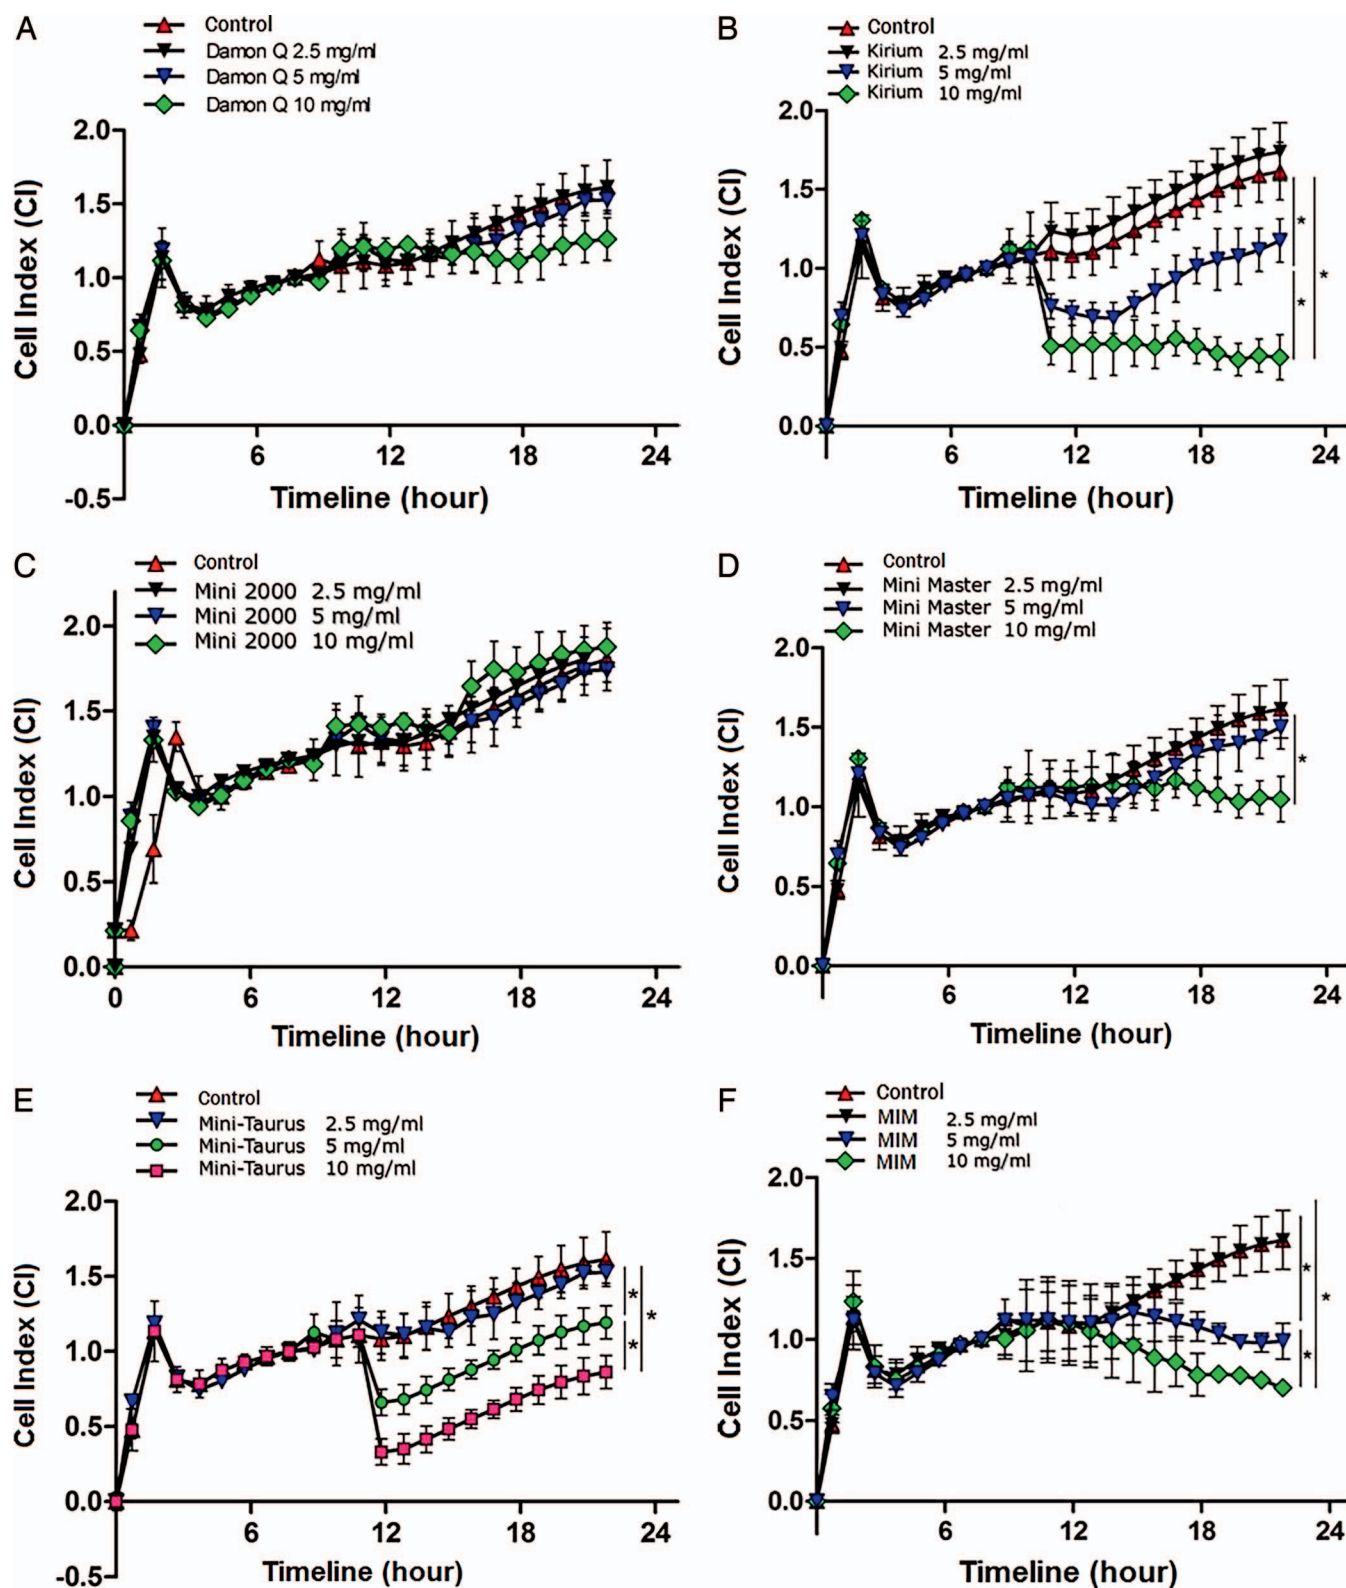 A
Control
Damon Q 2.5 mg/ml
Damon Q 5 mg/ml
Damon Q 10 mg/ml
2.0
1.5
1.0
0.5
0.0
-0.5
6
12
18
24
Cell Index (CI)
Timeline (hour)
B
Control
Kirium 2.5 mg/ml
Kirium 5 mg/ml
Kirium 10 mg/ml
2.0
1.5
1.0
0.5
0.0
6
12
18
24
Cell Index (CI)
Timeline (hour)
*
*
*
C
Control
Mini 2000 2.5 mg/ml
Mini 2000 5 mg/ml
Mini 2000 10 mg/ml
2.0
1.5
1.0
0.5
0.0
0
6
12
18
24
Cell Index (CI)
Timeline (hour)
D
Control
Mini Master 2.5 mg/ml
Mini Master 5 mg/ml
Mini Master 10 mg/ml
2.0
1.5
1.0
0.5
0.0
6
12
18
24
Cell Index (CI)
Timeline (hour)
*
E
Control
Mini-Taurus 2.5 mg/ml
Mini-Taurus 5 mg/ml
Mini-Taurus 10 mg/ml
2.0
1.5
1.0
0.5
0.0
-0.5
6
12
18
24
Cell Index (CI)
Timeline (hour)
*
*
*
F
Control
MIM 2.5 mg/ml
MIM 5 mg/ml
MIM 10 mg/ml
2.0
1.5
1.0
0.5
0.0
6
12
18
24
Cell Index (CI)
Timeline (hour)
*
*
*